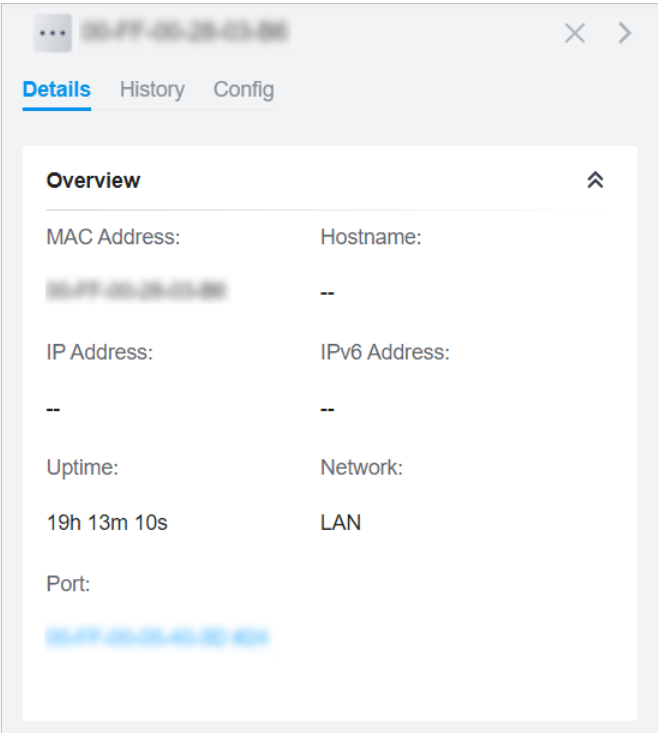 Details History Config
Overview
MAC Address: Hostname:
--
IP Address: IPv6 Address:
-- --
Uptime: Network:
19h 13m 10s LAN
Port: